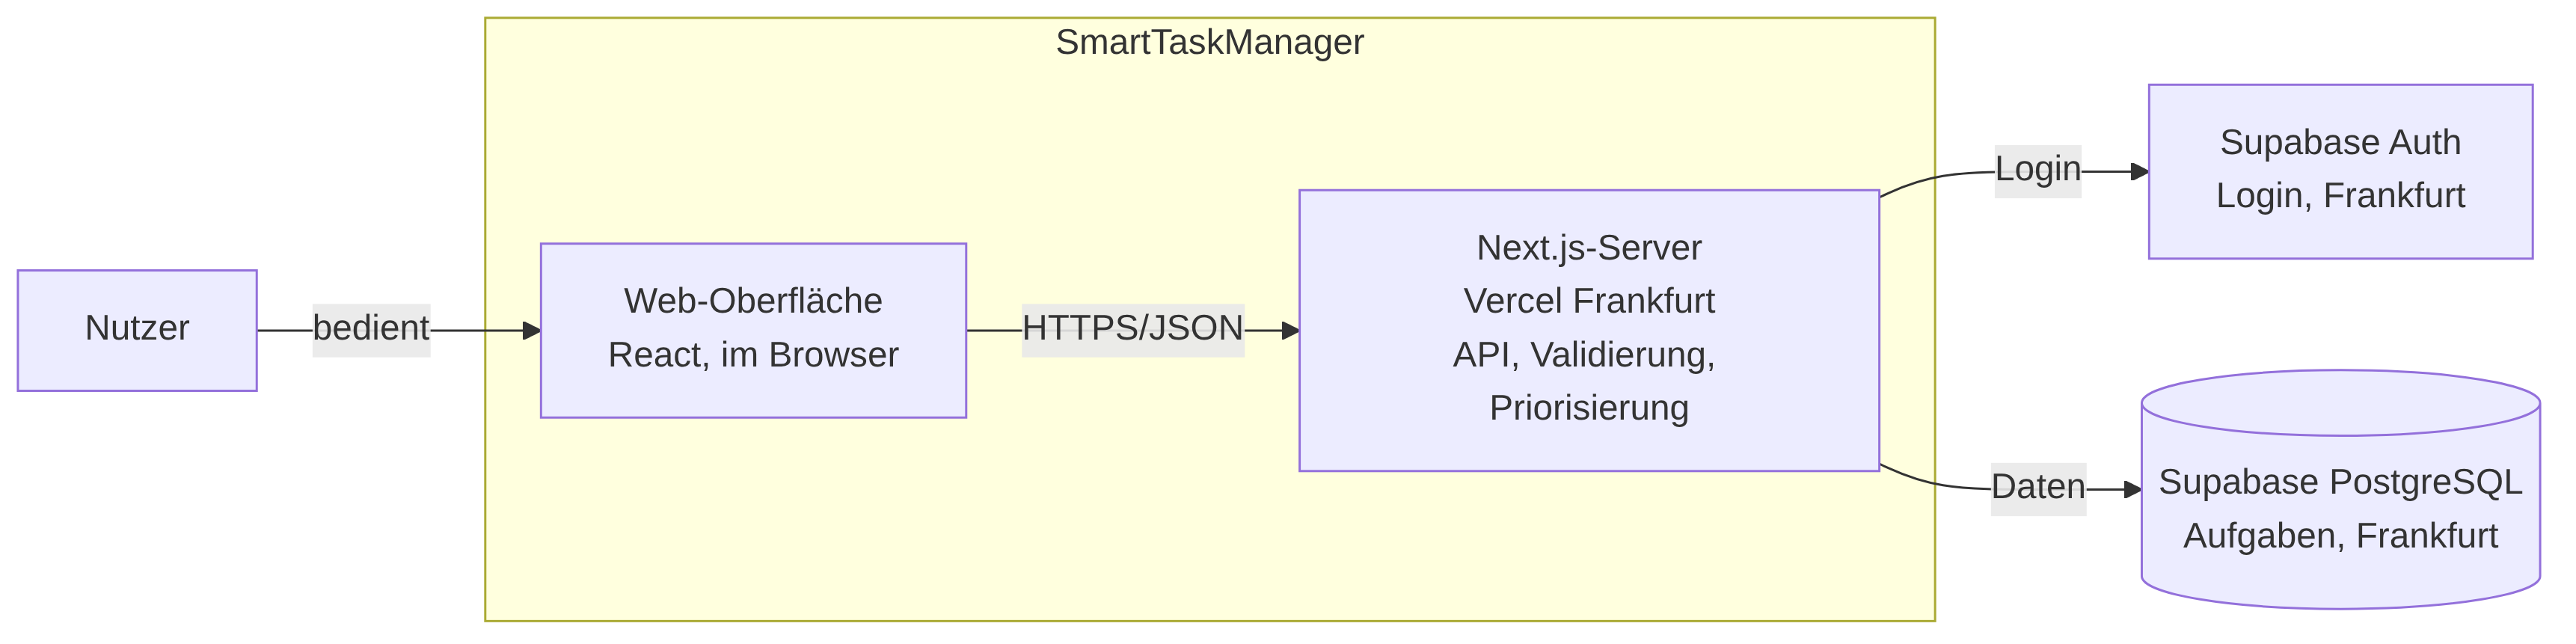 SmartTaskManager
Nutzer
bedient
Web-Oberfläche
React, im Browser
HTTPS/JSON
Next.js-Server
Vercel Frankfurt
API, Validierung,
Priorisierung
Login
Supabase Auth
Login, Frankfurt
Daten
Supabase PostgreSQL
Aufgaben, Frankfurt